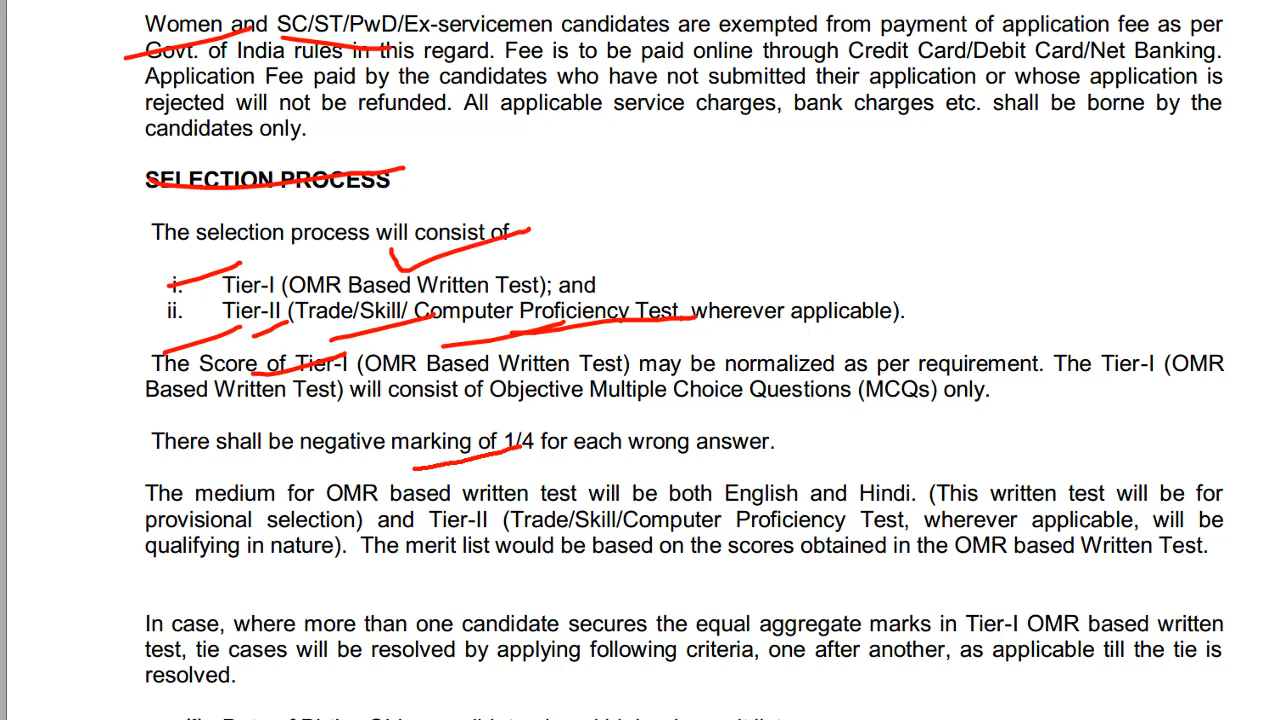 Women and SC/ST/PwD/Ex-servicemen candidates are exempted from payment of application fee as per
Govt. of India rules in this regard. Fee is to be paid online through Credit Card/Debit Card/Net Banking.
Application Fee paid by the candidates who have not submitted their application or whose application is
rejected will not be refunded. All applicable service charges, bank charges etc. shall be borne by the
candidates only.
SELECTION PROCESS
The selection process will consist of
i. Tier-I (OMR Based Written Test); and
ii. Tier-II (Trade/Skill/ Computer Proficiency Test, wherever applicable).
The Score of Tier-I (OMR Based Written Test) may be normalized as per requirement. The Tier-I (OMR
Based Written Test) will consist of Objective Multiple Choice Questions (MCQs) only.
There shall be negative marking of 1/4 for each wrong answer.
The medium for OMR based written test will be both English and Hindi. (This written test will be for
provisional selection) and Tier-II (Trade/Skill/Computer Proficiency Test, wherever applicable, will be
qualifying in nature). The merit list would be based on the scores obtained in the OMR based Written Test.
In case, where more than one candidate secures the equal aggregate marks in Tier-I OMR based written
test, tie cases will be resolved by applying following criteria, one after another, as applicable till the tie is
resolved.